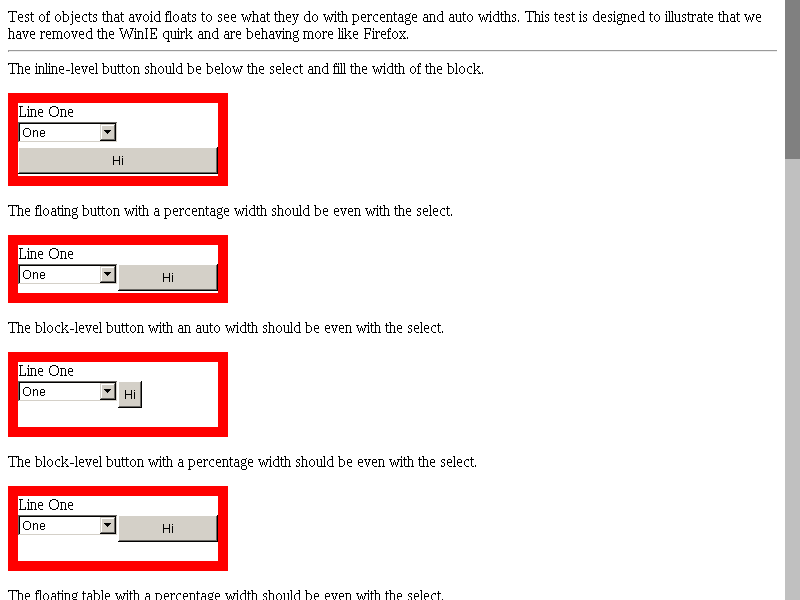 Test of objects that avoid floats to see what they do with percentage and auto widths. This test is designed to illustrate that we
have removed the WinIE quirk and are behaving more like Firefox.
The inline-level button should be below the select and fill the width of the block.
Line One
One
Hi
The floating button with a percentage width should be even with the select.
Line One
One Hi
The block-level button with an auto width should be even with the select.
Line One
One Hi
The block-level button with a percentage width should be even with the select.
Line One
One Hi
The floating table with a percentage width should be even with the select.